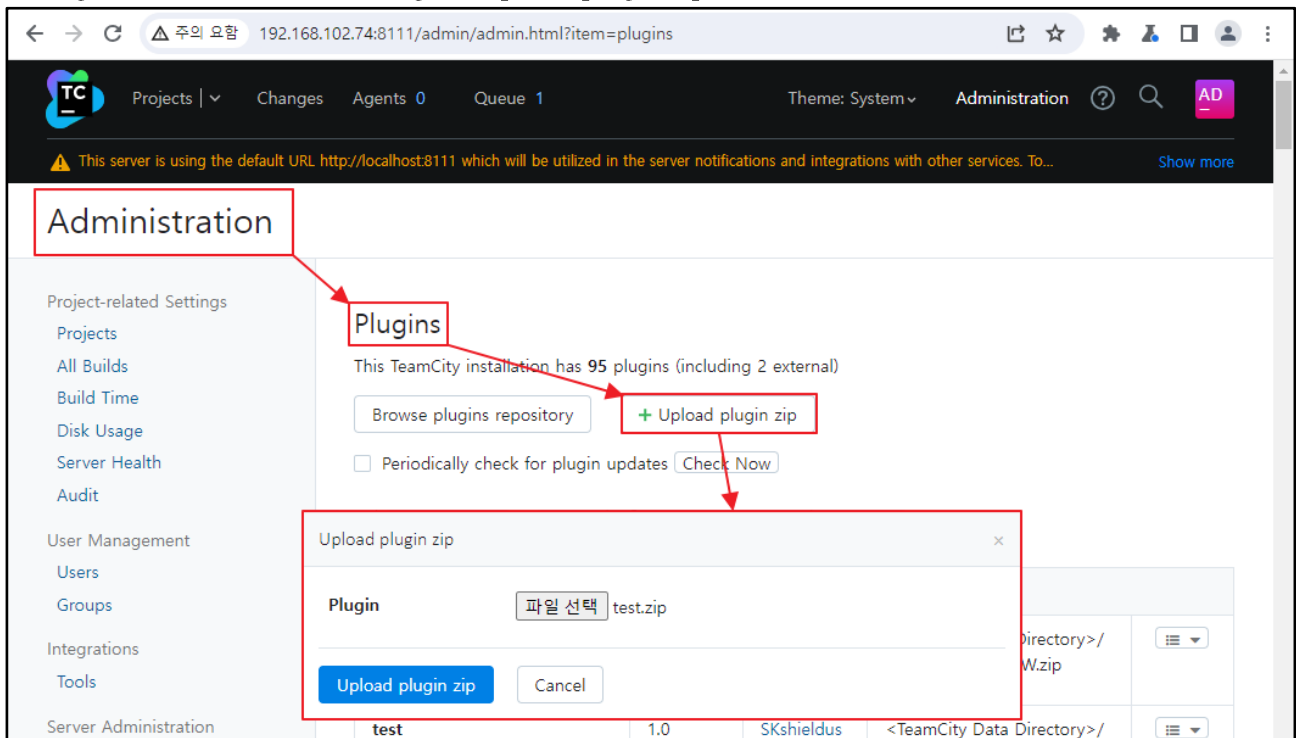 주의 요함 192.168.102.74:8111/admin/admin.html?item=plugins
TC Projects Changes Agents 0 Queue 1 Theme: System Administration ? AD
This server is using the default URL http://localhost:8111 which will be utilized in the server notifications and integrations with other services. To... Show more
Administration
Project-related Settings
Projects
All Builds
Build Time
Disk Usage
Server Health
Audit
User Management
Users
Groups
Integrations
Tools
Server Administration
Plugins
This TeamCity installation has 95 plugins (including 2 external)
Browse plugins repository + Upload plugin zip
Periodically check for plugin updates Check Now
Upload plugin zip ×
Plugin 파일 선택 test.zip
Upload plugin zip Cancel
Directory>/
W.zip
test 1.0 SKshieldus <TeamCity Data Directory>/